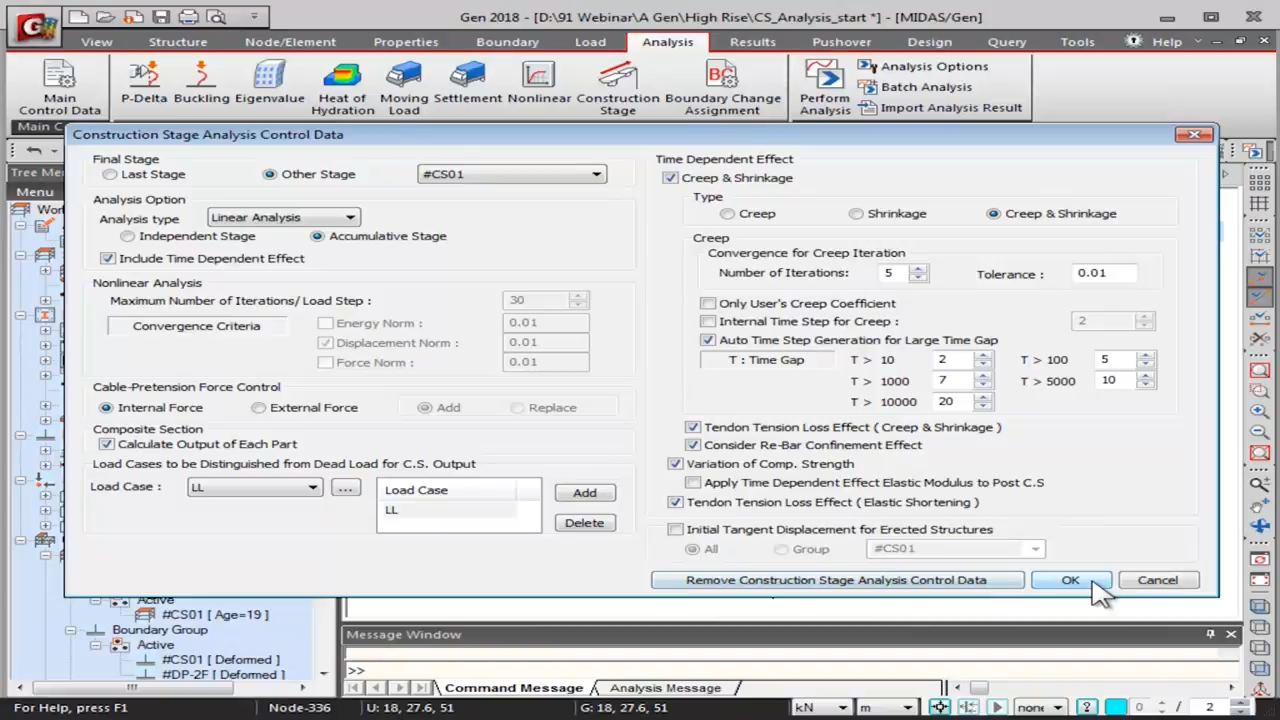 Gen 2018 - [D:\91 Webinar\A Gen\High Rise\CS_Analysis_start *] - [MIDAS/Gen]
View Structure Node/Element Properties Boundary Load Analysis Results Pushover Design Query Tools Help
Main Control Data
P-Delta Buckling Eigenvalue
Heat of Hydration
Moving Load
Settlement Nonlinear
Construction Stage
Boundary Change Assignment
Perform Analysis
Analysis Options
Batch Analysis
Import Analysis Result
Main
Construction Stage Analysis Control Data
Tree
Menu
Final Stage
Last Stage Other Stage #CS01
Analysis Option
Analysis type Linear Analysis
Independent Stage Accumulative Stage
Include Time Dependent Effect
Nonlinear Analysis
Maximum Number of Iterations/ Load Step : 30
Convergence Criteria
Energy Norm : 0.01
Displacement Norm : 0.01
Force Norm : 0.01
Cable-Pretension Force Control
Internal Force External Force Add Replace
Composite Section
Calculate Output of Each Part
Load Cases to be Distinguished from Dead Load for C.S. Output
Load Case : LL ...
Load Case
LL
Add
Delete
Time Dependent Effect
Creep & Shrinkage
Type
Creep Shrinkage Creep & Shrinkage
Creep
Convergence for Creep Iteration
Number of Iterations: 5 Tolerance : 0.01
Only User's Creep Coefficient
Internal Time Step for Creep : 2
Auto Time Step Generation for Large Time Gap
T : Time Gap T > 10 2 T > 100 5
T > 1000 7 T > 5000 10
T > 10000 20
Tendon Tension Loss Effect ( Creep & Shrinkage )
Consider Re-Bar Confinement Effect
Variation of Comp. Strength
Apply Time Dependent Effect Elastic Modulus to Post C.S
Tendon Tension Loss Effect ( Elastic Shortening )
Initial Tangent Displacement for Erected Structures
All Group #CS01
Remove Construction Stage Analysis Control Data OK Cancel
Active
#CS01 [ Age=19 ]
Boundary Group
Active
#CS01 [ Deformed ]
#DP-2F [ Deformed ]
Message Window
>>
Command Message Analysis Message
For Help, press F1 Node-336 U: 18, 27.6, 51 G: 18, 27.6, 51 kN m none ? 0 / 2